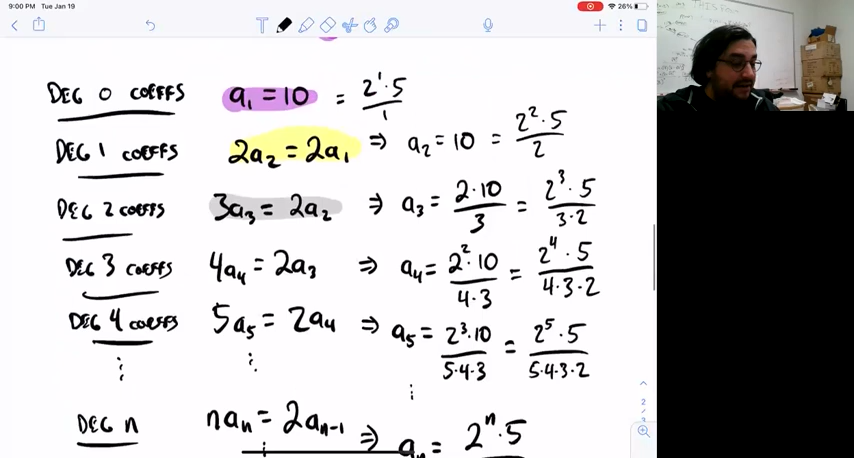 9:00 PM Tue Jan 19
26%
DEG 0 COEFFS a₁ = 10 = 2¹·5/1
DEG 1 COEFFS 2a₂ = 2a₁ ⇒ a₂ = 10 = 2²·5/2
DEG 2 COEFFS 3a₃ = 2a₂ ⇒ a₃ = 2·10/3 = 2³·5/3·2
DEG 3 COEFFS 4a₄ = 2a₃ ⇒ a₄ = 2²·10/4·3 = 2⁴·5/4·3·2
DEG 4 COEFFS 5a₅ = 2a₄ ⇒ a₅ = 2³·10/5·4·3 = 2⁵·5/5·4·3·2
⋮ ⋮ ⋮
DEG n naₙ = 2aₙ₋₁ ⇒ aₙ = 2ⁿ·5